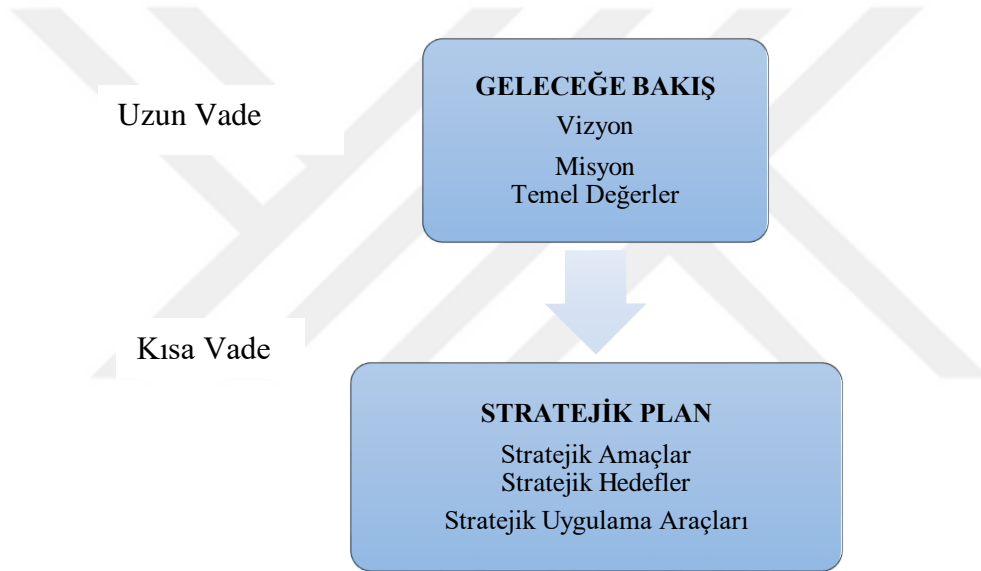 Uzun Vade
GELECEĞE BAKIŞ
Vizyon
Misyon
Temel Değerler
Kısa Vade
STRATEJİK PLAN
Stratejik Amaçlar
Stratejik Hedefler
Stratejik Uygulama Araçları